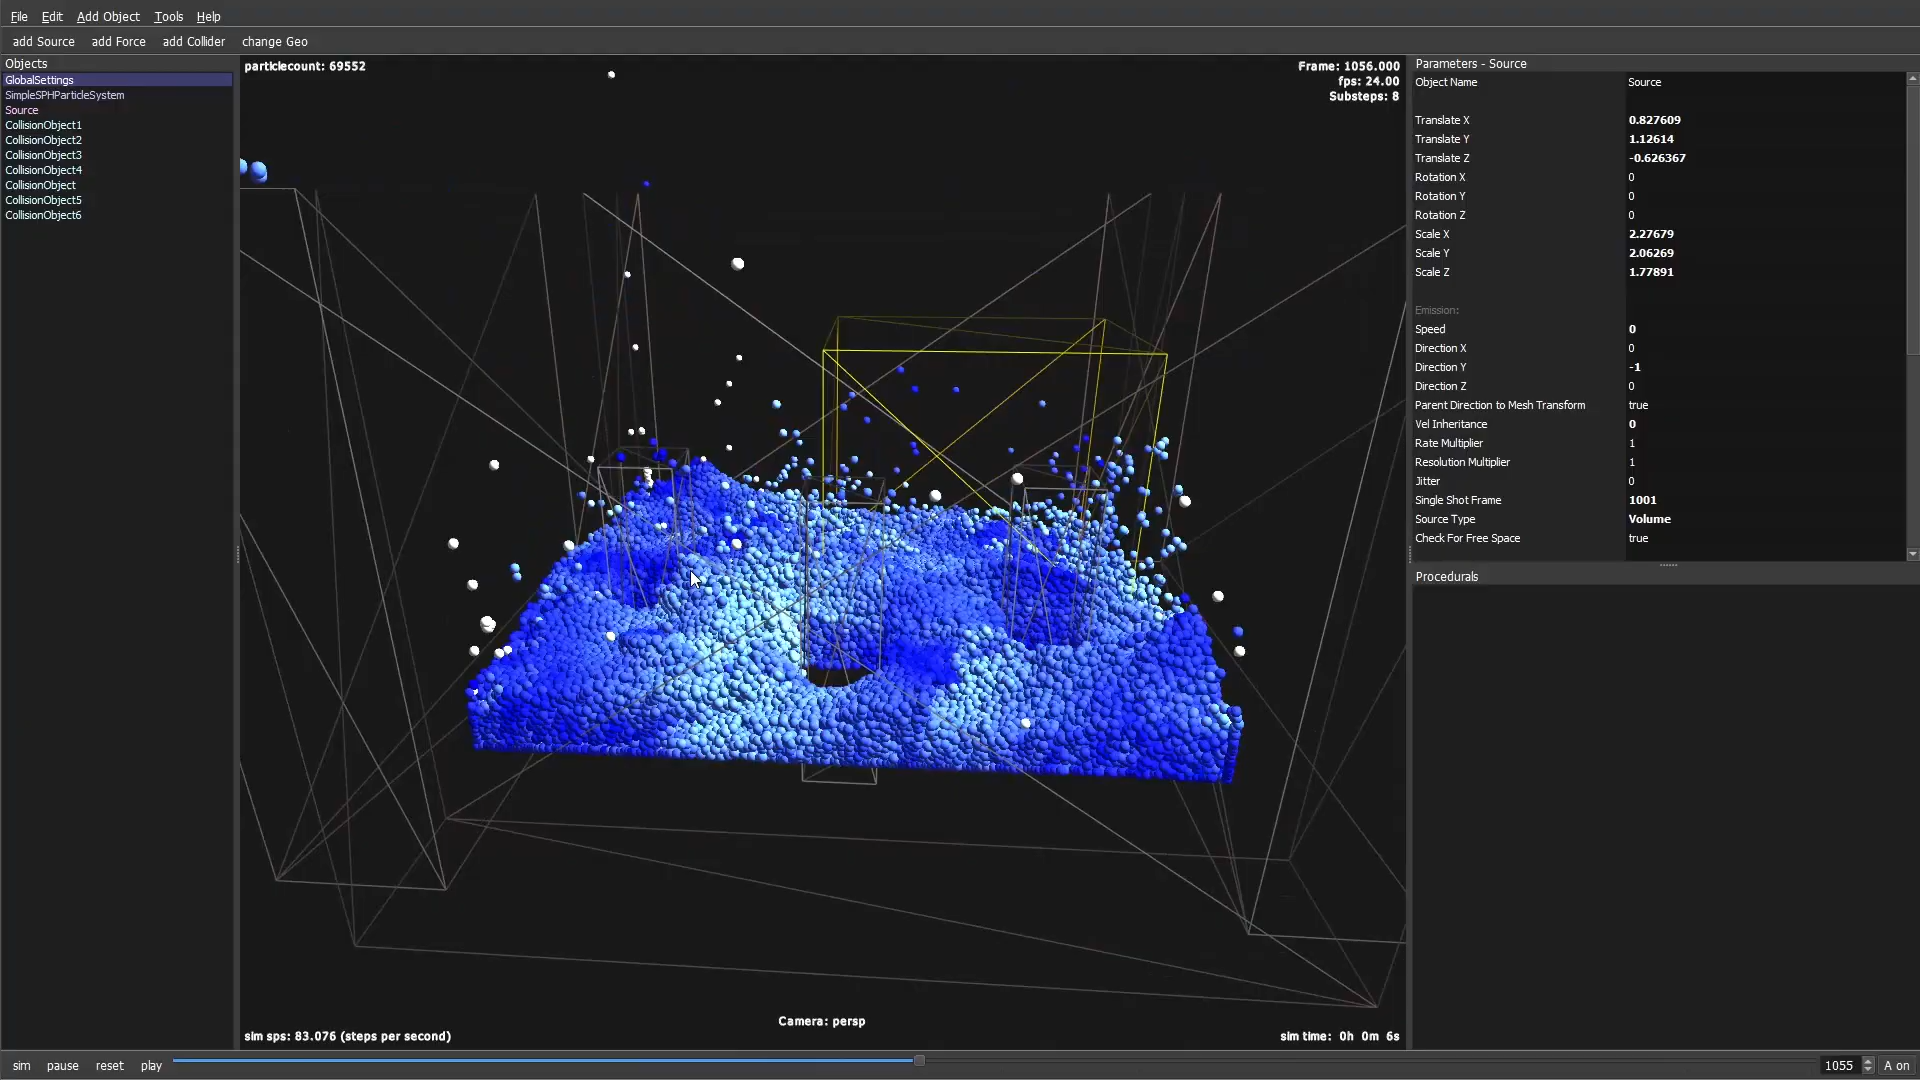 File Edit Add Object Tools Help
add Source add Force add Collider change Geo
Objects
GlobalSettings
SimpleSPHParticleSystem
Source
CollisionObject1
CollisionObject2
CollisionObject3
CollisionObject4
CollisionObject
CollisionObject5
CollisionObject6
particlecount: 69552
Frame: 1056.000
fps: 24.00
Substeps: 8
Camera: persp
sim sps: 83.076 (steps per second)
sim time: 0h 0m 6s
Parameters - Source
Object Name Source
Translate X 0.827609
Translate Y 1.12614
Translate Z -0.626367
Rotation X 0
Rotation Y 0
Rotation Z 0
Scale X 2.27679
Scale Y 2.06269
Scale Z 1.77891
Emission:
Speed 0
Direction X 0
Direction Y -1
Direction Z 0
Parent Direction to Mesh Transform true
Vel Inheritance 0
Rate Multiplier 1
Resolution Multiplier 1
Jitter 0
Single Shot Frame 1001
Source Type Volume
Check For Free Space true
Procedurals
sim pause reset play 1055 A on